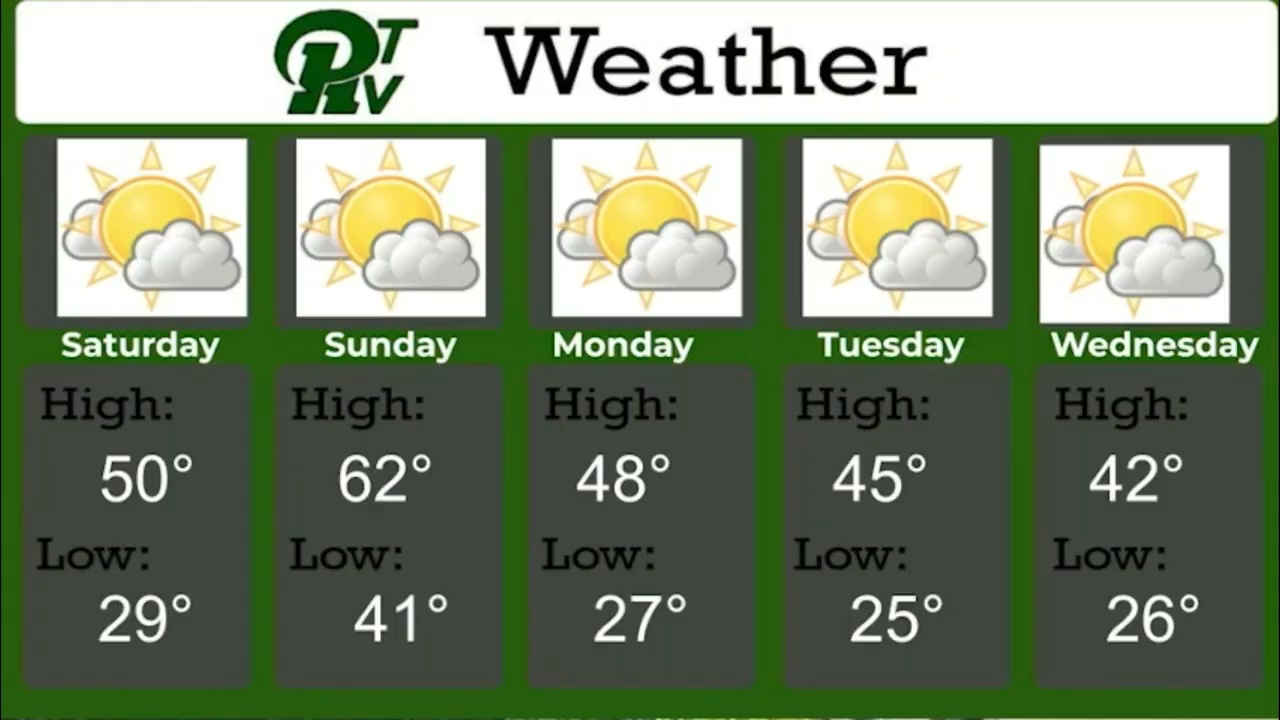 PHTV Weather
Saturday Sunday Monday Tuesday Wednesday
High: High: High: High: High:
50° 62° 48° 45° 42°
Low: Low: Low: Low: Low:
29° 41° 27° 25° 26°